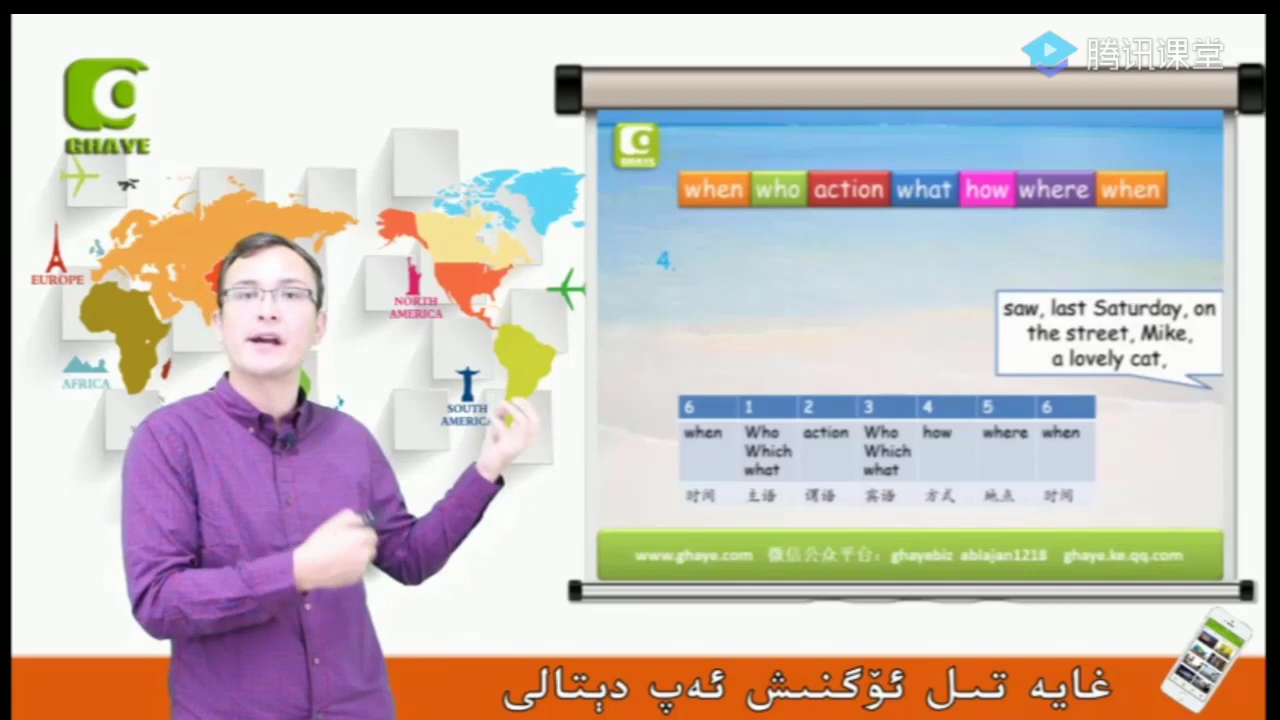 腾讯课堂
GHAYE
GHAYE
when who action what how where when
4.
EUROPE
NORTH
AMERICA
saw, last Saturday, on
the street, Mike,
a lovely cat,
AFRICA
SOUTH
AMERICA
6 1 2 3 4 5 6
when Who action Who how where when
Which Which
what what
时间 主语 谓语 宾语 方式 地点 时间
www.ghaye.com 微信公众平台：ghayebiz ablajan1218 ghaye.ke.qq.com
غايە تىل ئۆگنىش ئەپ دېتالى